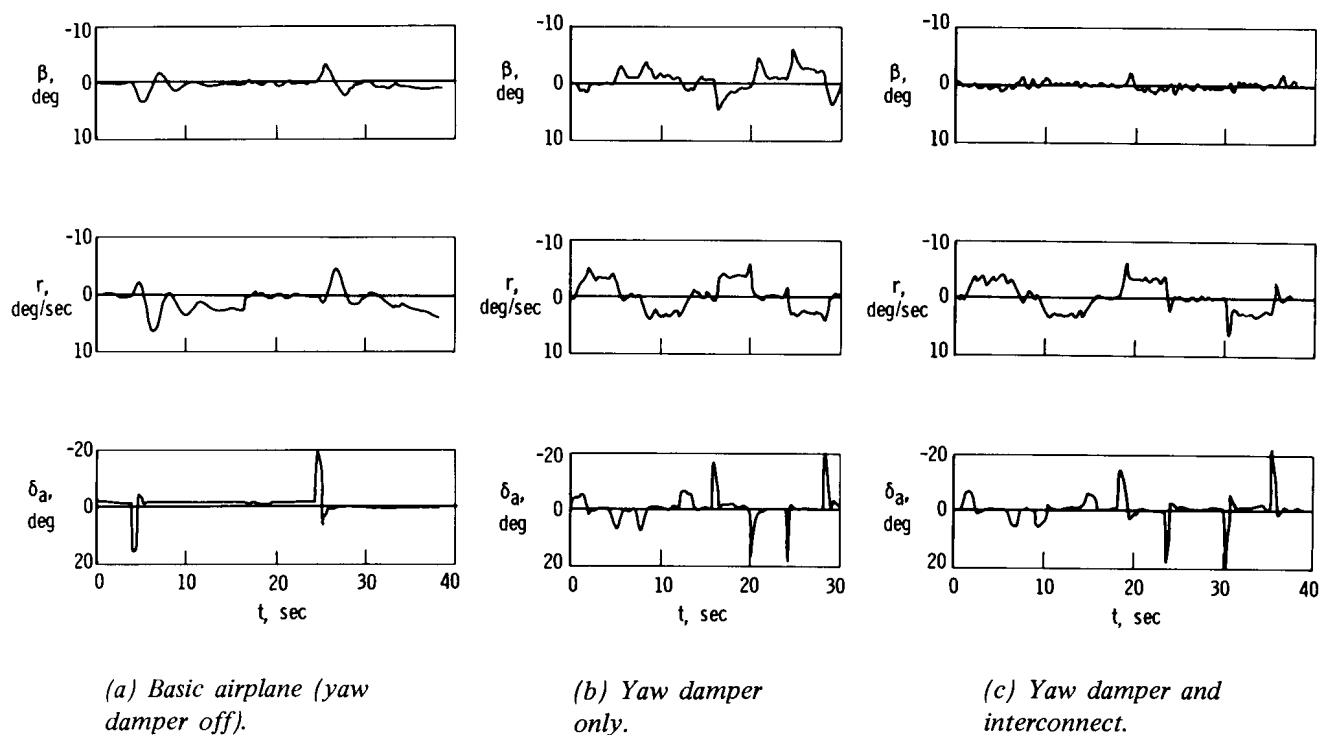 -10
β,
deg
0
10
-10
r,
deg/sec
0
10
-20
δa,
deg
0
20
0 10 20 30 40
t, sec
(a) Basic airplane (yaw
damper off).
-10
β,
deg
0
10
-10
r,
deg/sec
0
10
-20
δa,
deg
0
20
0 10 20 30
t, sec
(b) Yaw damper
only.
-10
β,
deg
0
10
-10
r,
deg/sec
0
10
-20
δa,
deg
0
20
0 10 20 30 40
t, sec
(c) Yaw damper and
interconnect.